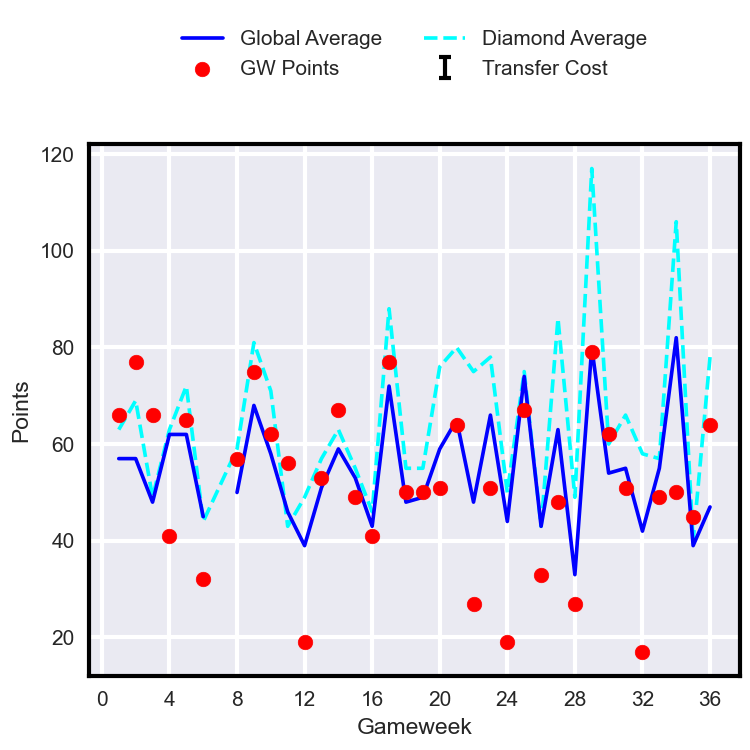 Global Average
Diamond Average
GW Points
Transfer Cost
120
100
80
60
40
20
Points
0 4 8 12 16 20 24 28 32 36
Gameweek